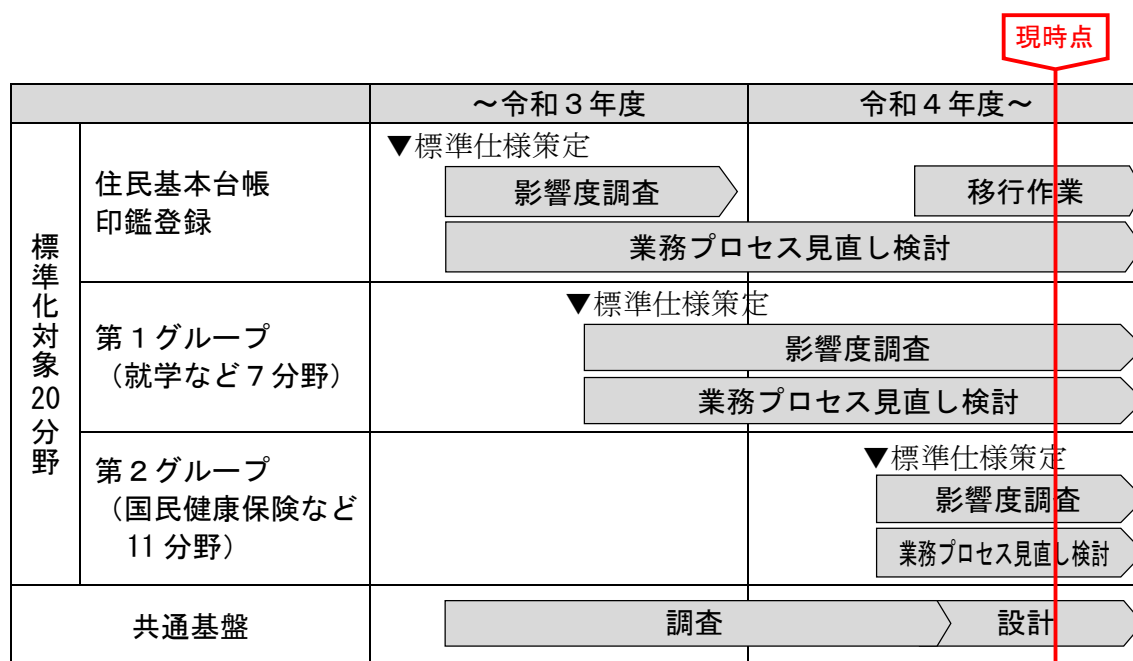 現時点
～令和３年度
令和４年度～
標準化対象20分野
住民基本台帳
印鑑登録
▼標準仕様策定
影響度調査
移行作業
業務プロセス見直し検討
第１グループ
（就学など７分野）
▼標準仕様策定
影響度調査
業務プロセス見直し検討
第２グループ
（国民健康保険など
11 分野）
▼標準仕様策定
影響度調査
業務プロセス見直し検討
共通基盤
調査
設計